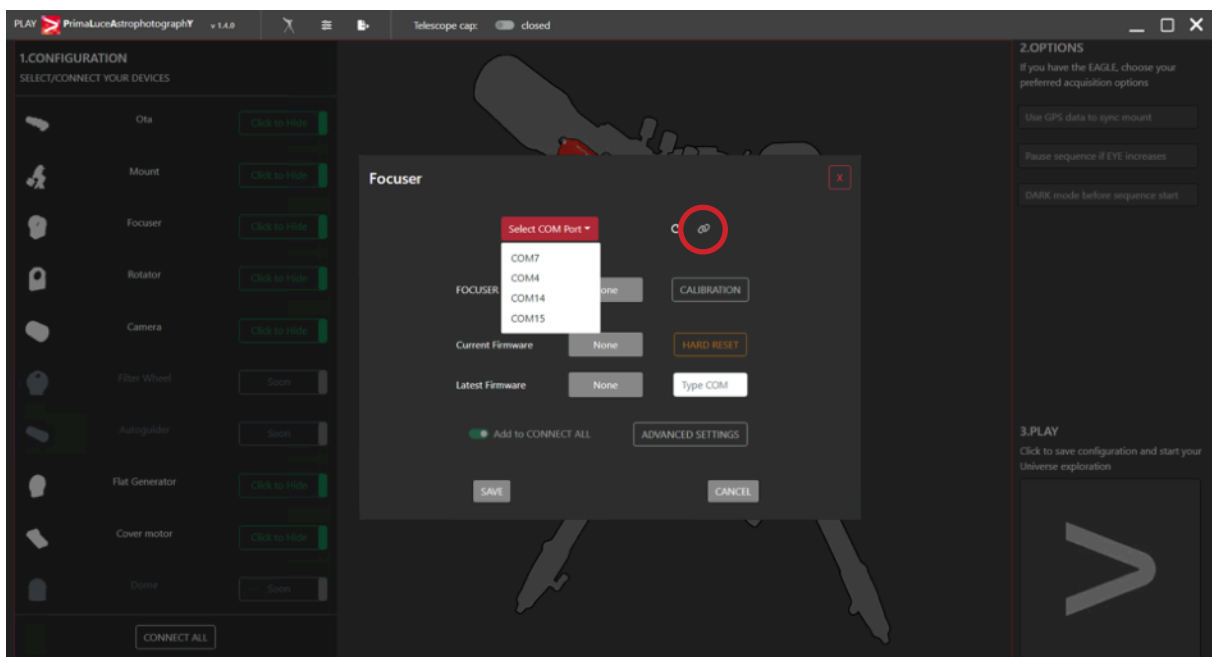 PLAY PrimaLuceAstrophotographY v 1.4.0 Telescope cap: closed
1.CONFIGURATION
SELECT/CONNECT YOUR DEVICES
Ota Click to Hide
Mount Click to Hide
Focuser Click to Hide
Rotator Click to Hide
Camera Click to Hide
Filter Wheel Soon
Autoguider Soon
Flat Generator Click to Hide
Cover motor Click to Hide
Dome Soon
CONNECT ALL
Focuser X
Select COM Port
COM7
COM4
COM14
COM15
FOCUSER CALIBRATION
Current Firmware None HARD RESET
Latest Firmware None Type COM
Add to CONNECT ALL ADVANCED SETTINGS
SAVE CANCEL
2.OPTIONS
If you have the EAGLE, choose your
preferred acquisition options
Use GPS data to sync mount
Pause sequence if EYE increases
DARK mode before sequence start
3.PLAY
Click to save configuration and start your
Universe exploration